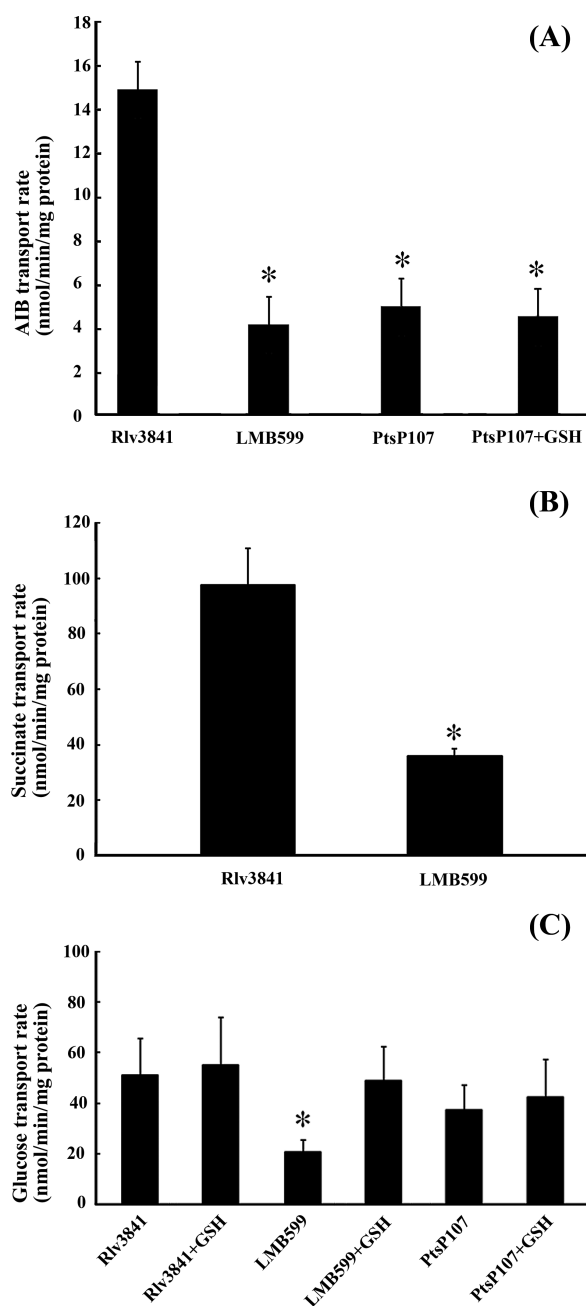 (A)
AIB transport rate
(nmol/min/mg protein)
18
16
14
12
10
8
6
4
2
0
*
*
*
Rlv3841 LMB599 PtsP107 PtsP107+GSH
(B)
Succinate transport rate
(nmol/min/mg protein)
120
100
80
60
40
20
0
*
Rlv3841 LMB599
(C)
Glucose transport rate
(nmol/min/mg protein)
100
80
60
40
20
0
*
Rlv3841
Rlv3841+GSH
LMB599
LMB599+GSH
PtsP107
PtsP107+GSH